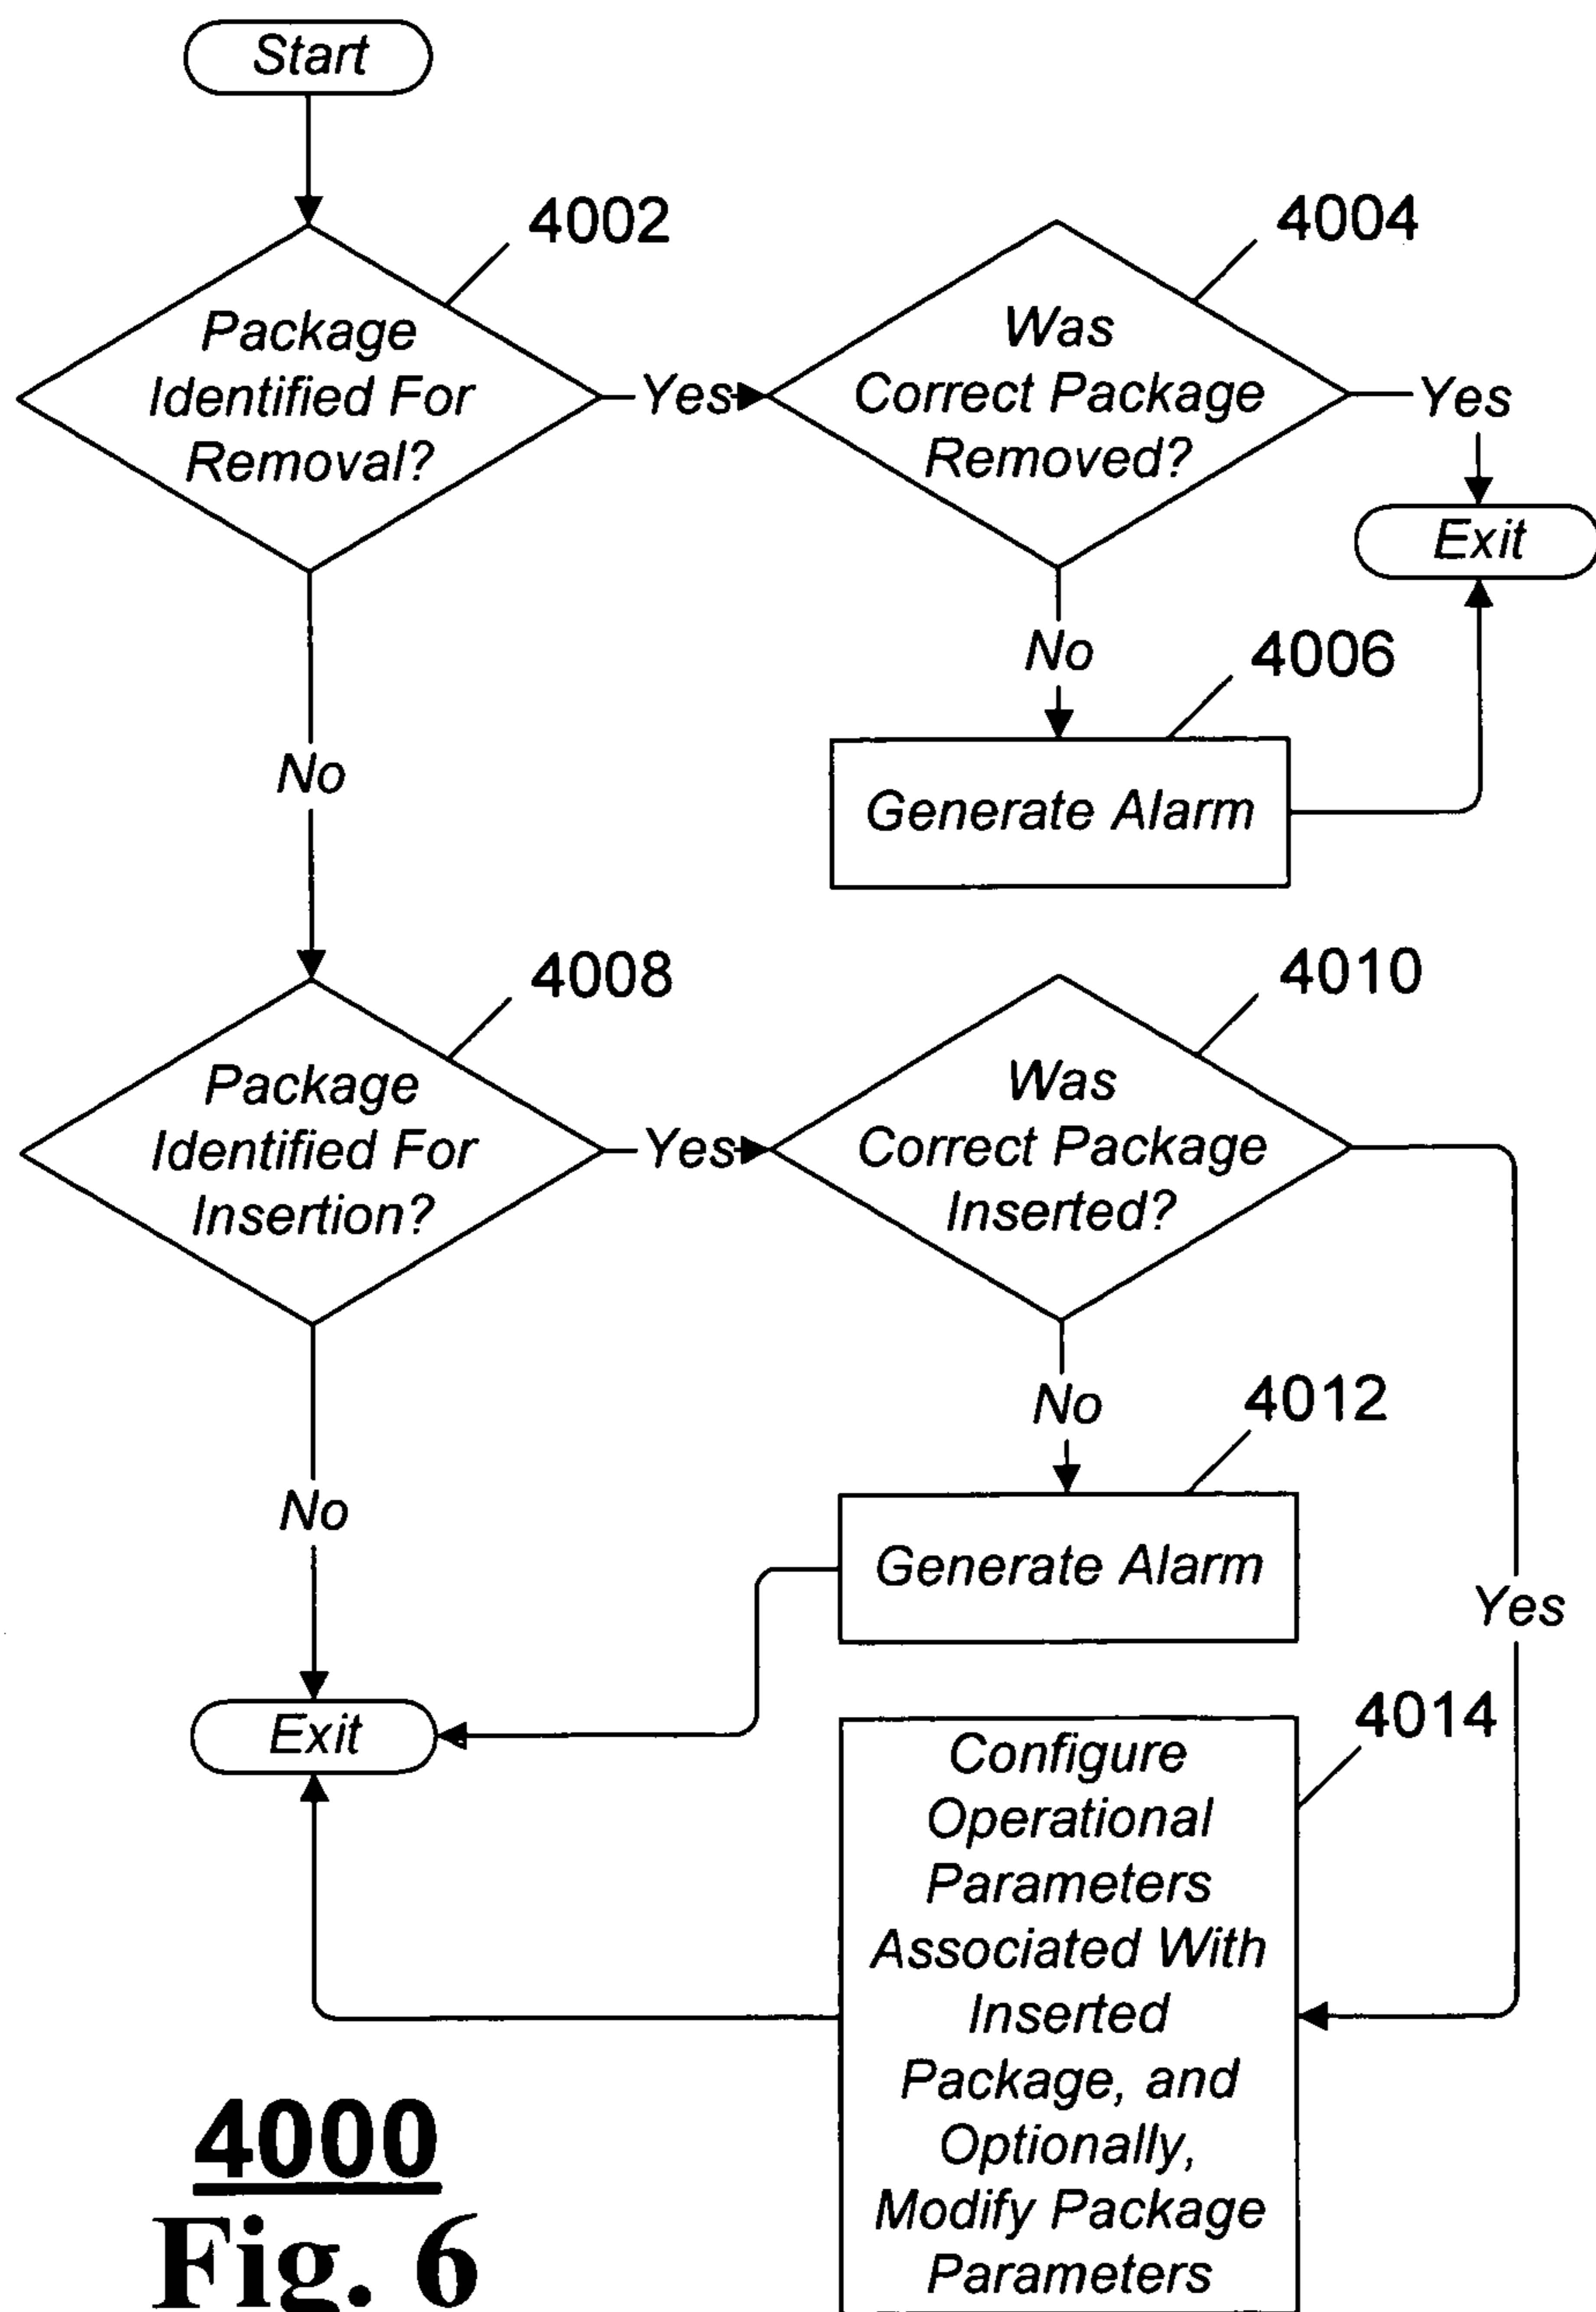 Start
4002
Package
Identified For
Removal?
Yes
4004
Was
Correct Package
Removed?
Yes
Exit
No
4006
Generate Alarm
No
4008
Package
Identified For
Insertion?
Yes
4010
Was
Correct Package
Inserted?
No
4012
Generate Alarm
Yes
No
Exit
4014
Configure
Operational
Parameters
Associated With
Inserted
Package, and
Optionally,
Modify Package
Parameters
4000
Fig. 6